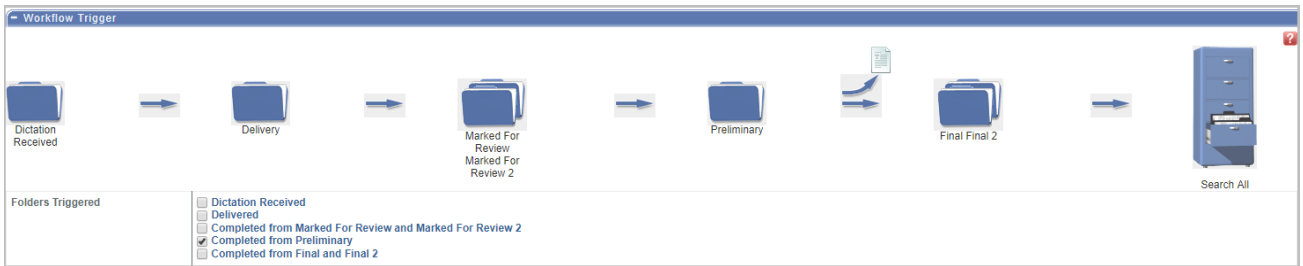 Workflow Trigger
?
Dictation
Received
Delivery
Marked For
Review
Marked For
Review 2
Preliminary
Final Final 2
Search All
Folders Triggered
Dictation Received
Delivered
Completed from Marked For Review and Marked For Review 2
Completed from Preliminary
Completed from Final and Final 2